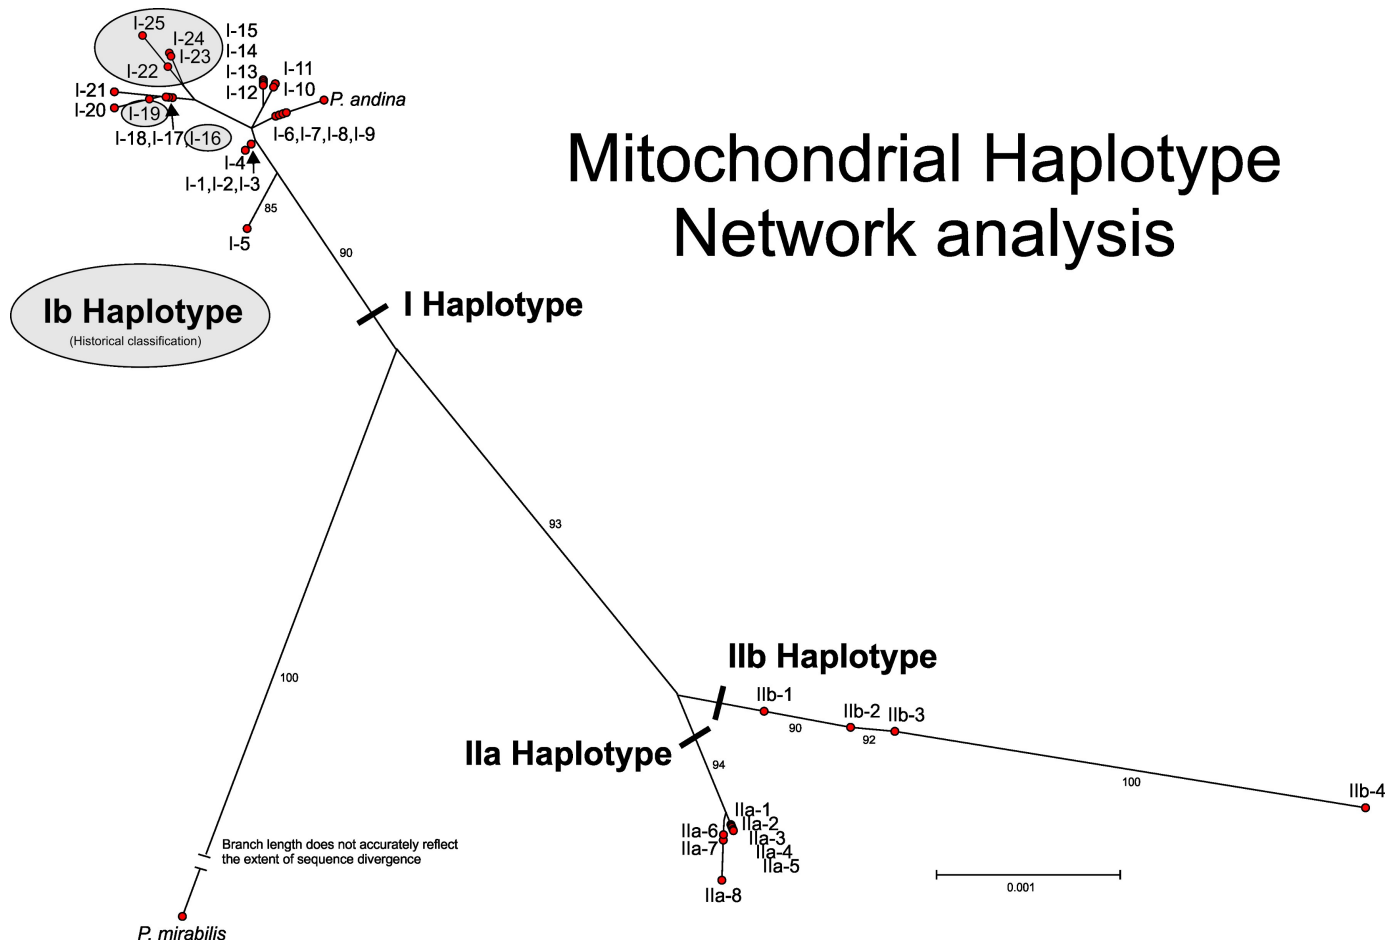 Mitochondrial Haplotype
Network analysis
I-25
I-24
I-23
I-22
I-21
I-20
I-19
I-18,I-17,I-16
I-15
I-14
I-13
I-12
I-11
I-10
P. andina
I-6,I-7,I-8,I-9
I-4
I-1,I-2,I-3
85
I-5
90
Ib Haplotype
(Historical classification)
I Haplotype
93
100
IIb Haplotype
IIb-1
IIb-2
IIb-3
90
92
100
IIb-4
IIa Haplotype
94
IIa-1
IIa-2
IIa-3
IIa-4
IIa-5
IIa-6
IIa-7
IIa-8
Branch length does not accurately reflect
the extent of sequence divergence
0.001
P. mirabilis